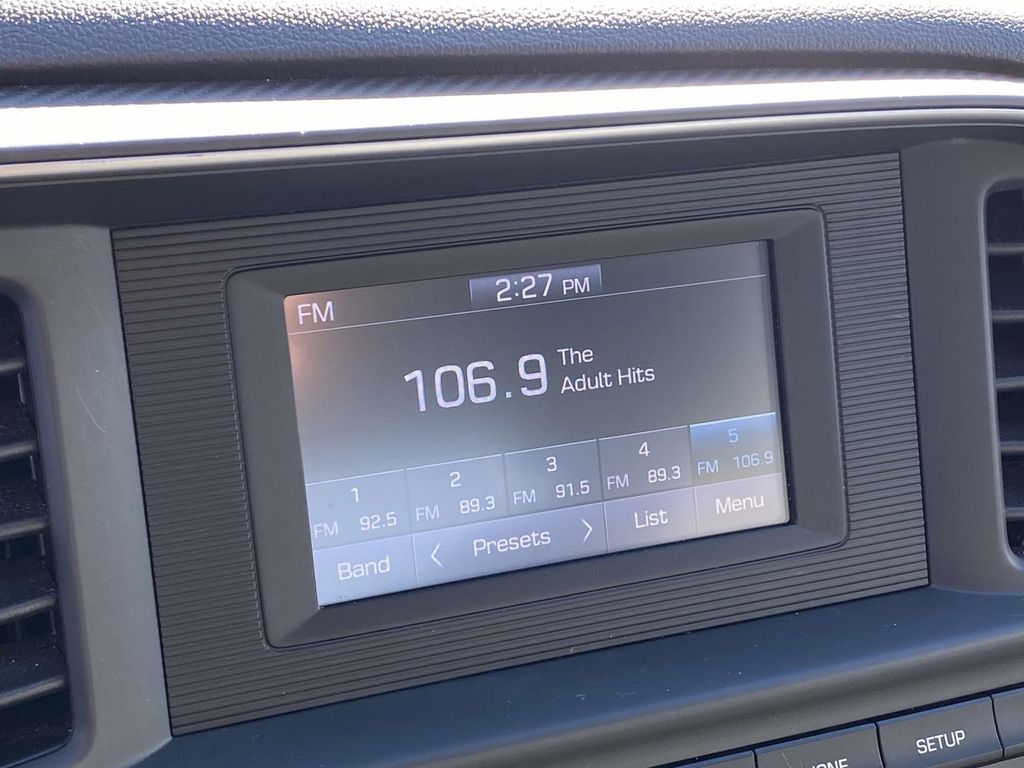 FM 2:27 PM
106.9 The
Adult Hits
1 2 3 4 5
FM 92.5 FM 89.3 FM 91.5 FM 89.3 FM 106.9
Band < Presets > List Menu
SETUP